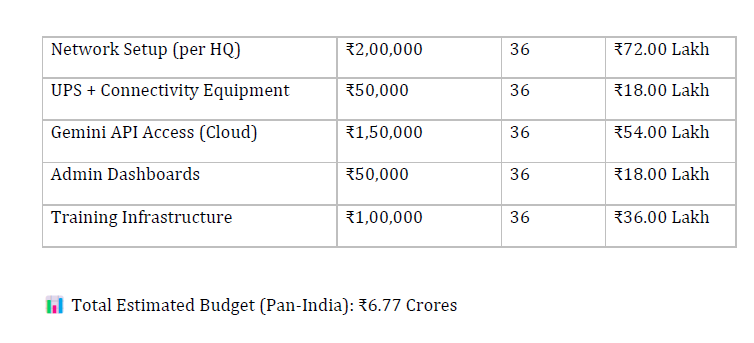 Network Setup (per HQ) ₹2,00,000 36 ₹72.00 Lakh
UPS + Connectivity Equipment ₹50,000 36 ₹18.00 Lakh
Gemini API Access (Cloud) ₹1,50,000 36 ₹54.00 Lakh
Admin Dashboards ₹50,000 36 ₹18.00 Lakh
Training Infrastructure ₹1,00,000 36 ₹36.00 Lakh
📊 Total Estimated Budget (Pan-India): ₹6.77 Crores